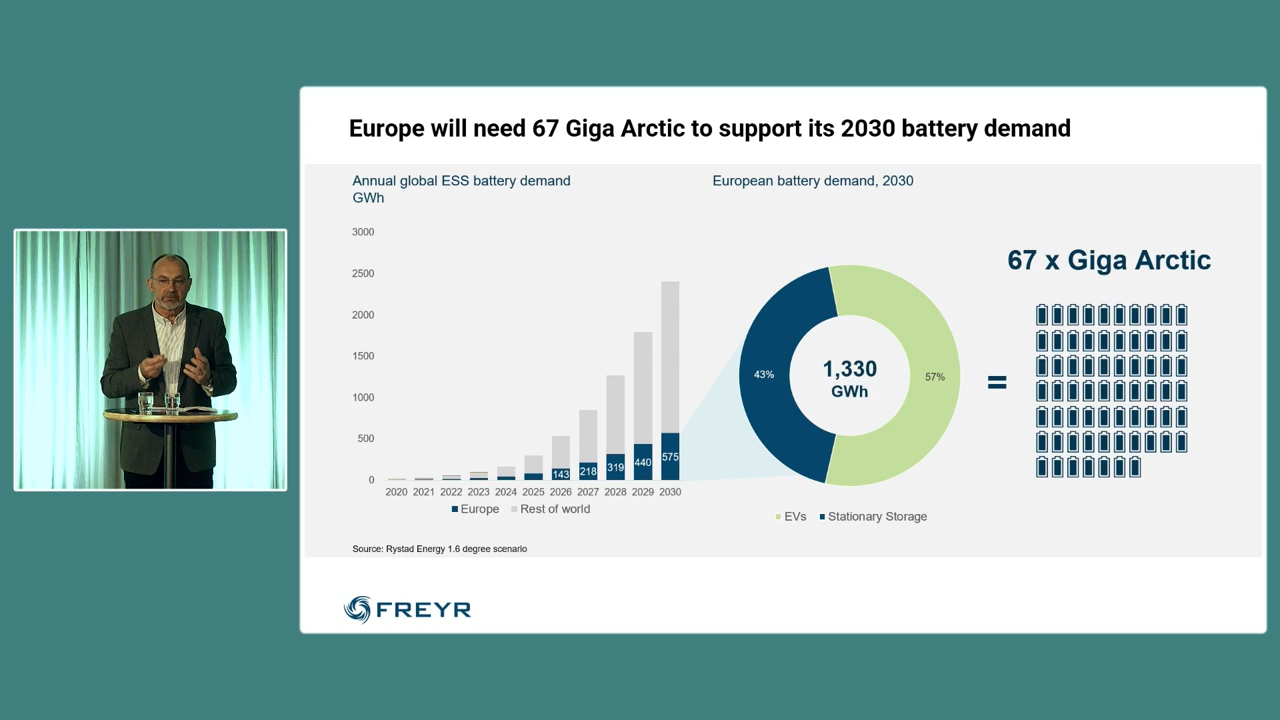 Europe will need 67 Giga Arctic to support its 2030 battery demand
Annual global ESS battery demand
GWh
3000
2500
2000
1500
1000
500
0
143
218
319
440
575
2020 2021 2022 2023 2024 2025 2026 2027 2028 2029 2030
Europe Rest of world
Source: Rystad Energy 1.6 degree scenario
European battery demand, 2030
43%
1,330
GWh
57%
EVs Stationary Storage
=
67 x Giga Arctic
FREYR